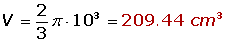 V = 2/3 π · 10³ = 209.44 cm³